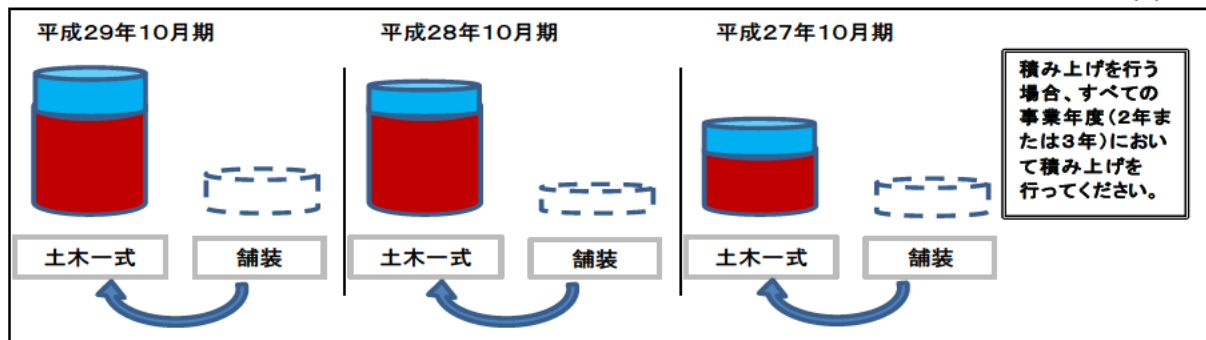 平成29年10月期
平成28年10月期
平成27年10月期
積み上げを行う
場合、すべての
事業年度(2年ま
たは3年)におい
て積み上げを
行ってください。
土木一式
舗装
土木一式
舗装
土木一式
舗装